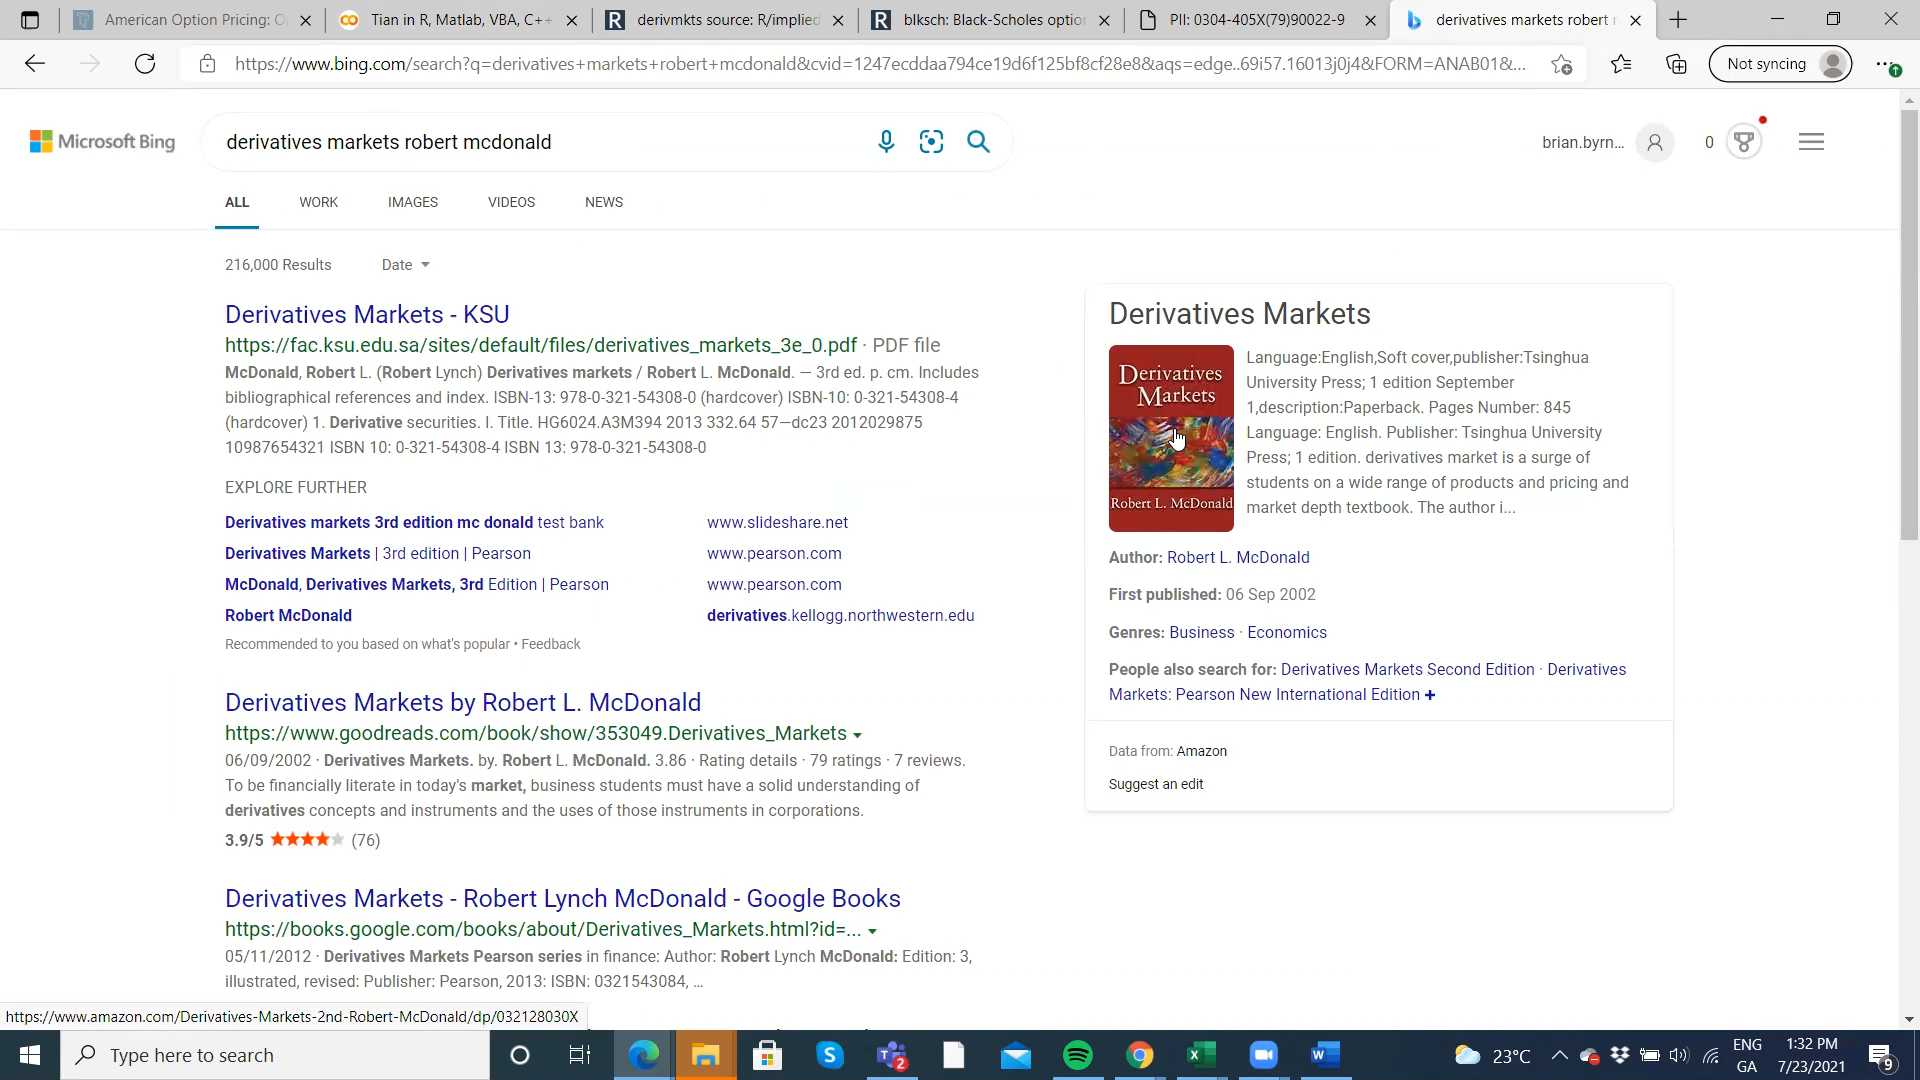 American Option Pricing: O
Tian in R, Matlab, VBA, C++
derivmkts source: R/implied
blksch: Black-Scholes option
PII: 0304-405X(79)90022-9
derivatives markets robert m
https://www.bing.com/search?q=derivatives+markets+robert+mcdonald&cvid=1247ecddaa794ce19d6f125bf8cf28e8&aqs=edge..69i57.16013j0j4&FORM=ANAB01&...
Not syncing
Microsoft Bing
derivatives markets robert mcdonald
brian.byrn...
0
ALL
WORK
IMAGES
VIDEOS
NEWS
216,000 Results
Date
Derivatives Markets - KSU
https://fac.ksu.edu.sa/sites/default/files/derivatives_markets_3e_0.pdf · PDF file
McDonald, Robert L. (Robert Lynch) Derivatives markets / Robert L. McDonald. — 3rd ed. p. cm. Includes
bibliographical references and index. ISBN-13: 978-0-321-54308-0 (hardcover) ISBN-10: 0-321-54308-4
(hardcover) 1. Derivative securities. I. Title. HG6024.A3M394 2013 332.64 57—dc23 2012029875
10987654321 ISBN 10: 0-321-54308-4 ISBN 13: 978-0-321-54308-0
EXPLORE FURTHER
Derivatives markets 3rd edition mc donald test bank
www.slideshare.net
Derivatives Markets | 3rd edition | Pearson
www.pearson.com
McDonald, Derivatives Markets, 3rd Edition | Pearson
www.pearson.com
Robert McDonald
derivatives.kellogg.northwestern.edu
Recommended to you based on what's popular • Feedback
Derivatives Markets by Robert L. McDonald
https://www.goodreads.com/book/show/353049.Derivatives_Markets
06/09/2002 · Derivatives Markets. by. Robert L. McDonald. 3.86 · Rating details · 79 ratings · 7 reviews.
To be financially literate in today's market, business students must have a solid understanding of
derivatives concepts and instruments and the uses of those instruments in corporations.
3.9/5 (76)
Derivatives Markets - Robert Lynch McDonald - Google Books
https://books.google.com/books/about/Derivatives_Markets.html?id=...
05/11/2012 · Derivatives Markets Pearson series in finance: Author: Robert Lynch McDonald: Edition: 3,
illustrated, revised: Publisher: Pearson, 2013: ISBN: 0321543084, ...
Derivatives Markets
Derivatives
Markets
Robert L. McDonald
Language:English,Soft cover,publisher:Tsinghua
University Press; 1 edition September
1,description:Paperback. Pages Number: 845
Language: English. Publisher: Tsinghua University
Press; 1 edition. derivatives market is a surge of
students on a wide range of products and pricing and
market depth textbook. The author i...
Author: Robert L. McDonald
First published: 06 Sep 2002
Genres: Business · Economics
People also search for: Derivatives Markets Second Edition · Derivatives
Markets: Pearson New International Edition +
Data from: Amazon
Suggest an edit
https://www.amazon.com/Derivatives-Markets-2nd-Robert-McDonald/dp/032128030X
Type here to search
2
23°C
ENG
GA
1:32 PM
7/23/2021
9